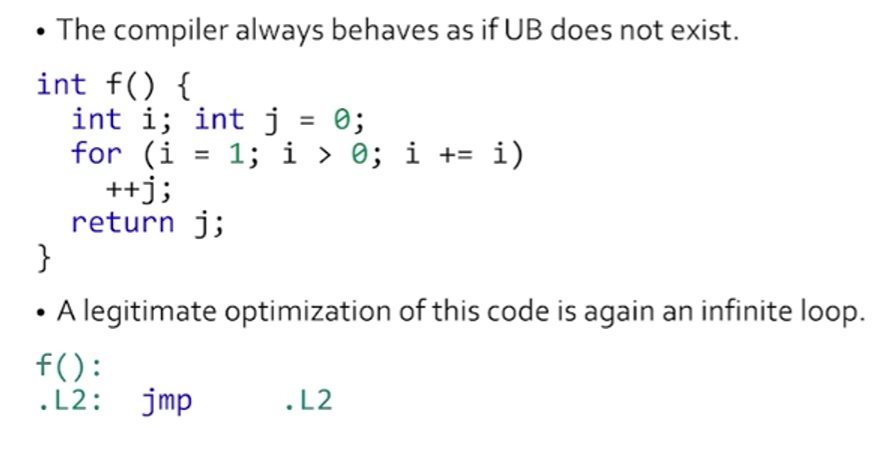 • The compiler always behaves as if UB does not exist.
int f() {
  int i; int j = 0;
  for (i = 1; i > 0; i += i)
    ++j;
  return j;
}
• A legitimate optimization of this code is again an infinite loop.
f():
.L2:  jmp     .L2